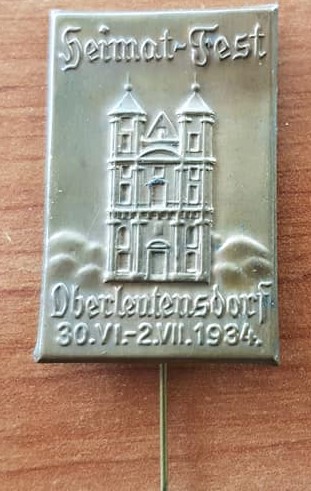 Heimat-Fest
Oberleutensdorf
30.VI.-2.VII.1934.